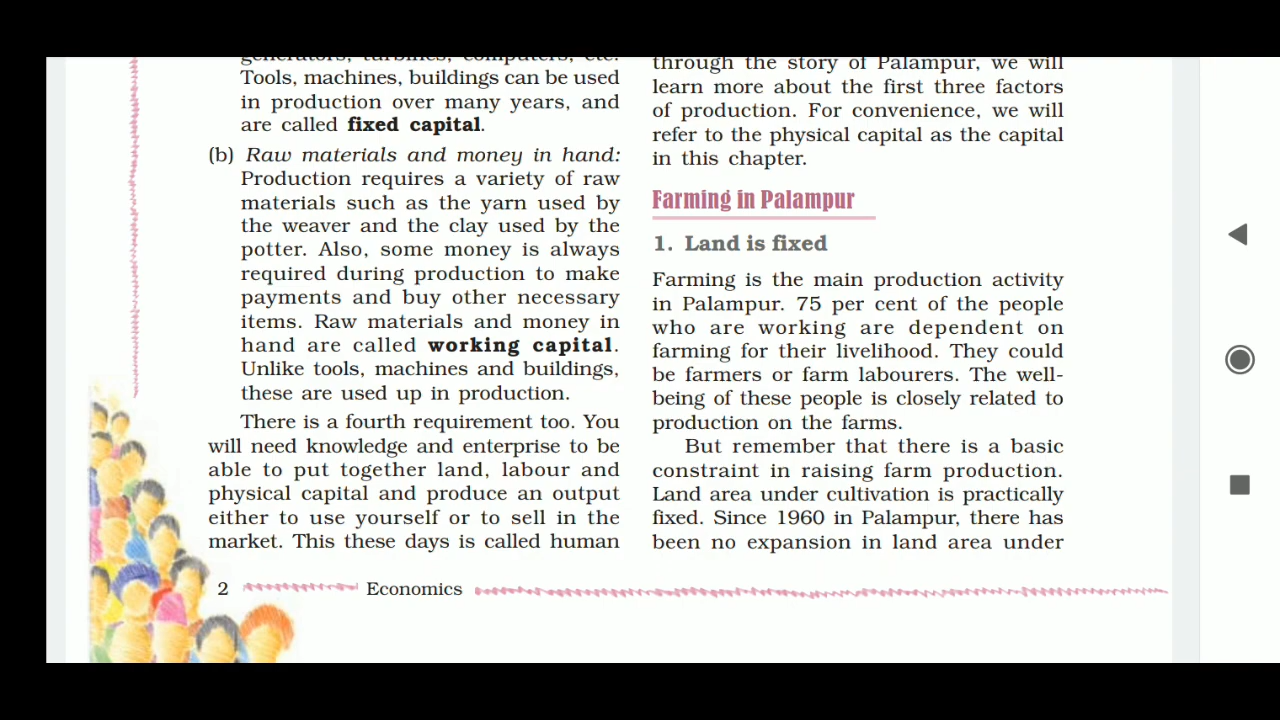 generators, turbines, computers, etc.
Tools, machines, buildings can be used
in production over many years, and
are called fixed capital.
(b) Raw materials and money in hand:
Production requires a variety of raw
materials such as the yarn used by
the weaver and the clay used by the
potter. Also, some money is always
required during production to make
payments and buy other necessary
items. Raw materials and money in
hand are called working capital.
Unlike tools, machines and buildings,
these are used up in production.
There is a fourth requirement too. You
will need knowledge and enterprise to be
able to put together land, labour and
physical capital and produce an output
either to use yourself or to sell in the
market. This these days is called human
through the story of Palampur, we will
learn more about the first three factors
of production. For convenience, we will
refer to the physical capital as the capital
in this chapter.
Farming in Palampur
1. Land is fixed
Farming is the main production activity
in Palampur. 75 per cent of the people
who are working are dependent on
farming for their livelihood. They could
be farmers or farm labourers. The well-
being of these people is closely related to
production on the farms.
But remember that there is a basic
constraint in raising farm production.
Land area under cultivation is practically
fixed. Since 1960 in Palampur, there has
been no expansion in land area under
2 Economics